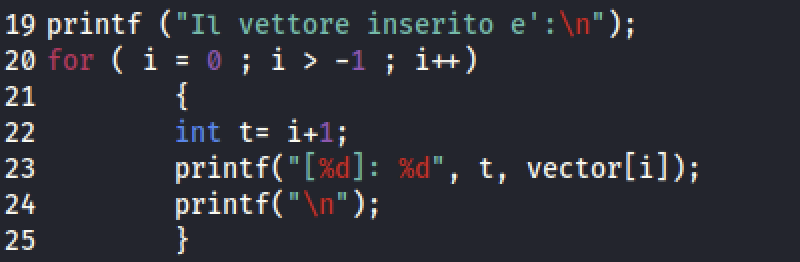 19 printf ("Il vettore inserito e':\n");
20 for ( i = 0 ; i > -1 ; i++)
21 {
22 int t= i+1;
23 printf("[%d]: %d", t, vector[i]);
24 printf("\n");
25 }